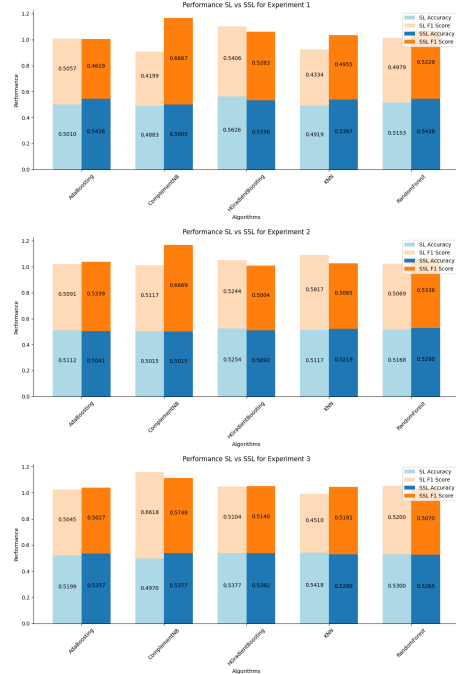 Performance SL vs SSL for Experiment 1
1.2
1.0
0.8
0.6
0.4
0.2
0.0
Performance
SL Accuracy
SL F1 Score
SSL Accuracy
SSL F1 Score
0.5057 0.4619 0.4199 0.6667 0.5406 0.5283 0.4334 0.4955 0.4979 0.5229
0.5010 0.5438 0.4883 0.5005 0.5626 0.5336 0.4919 0.5397 0.5153 0.5438
AdaBoosting ComplementNB HGradientBoosting KNN RandomForest
Algorithms
Performance SL vs SSL for Experiment 2
1.2
1.0
0.8
0.6
0.4
0.2
0.0
Performance
SL Accuracy
SL F1 Score
SSL Accuracy
SSL F1 Score
0.5091 0.5339 0.5117 0.6669 0.5244 0.5004 0.5817 0.5065 0.5069 0.5336
0.5112 0.5041 0.5015 0.5015 0.5254 0.5092 0.5117 0.5219 0.5168 0.5290
AdaBoosting ComplementNB HGradientBoosting KNN RandomForest
Algorithms
Performance SL vs SSL for Experiment 3
1.2
1.0
0.8
0.6
0.4
0.2
0.0
Performance
SL Accuracy
SL F1 Score
SSL Accuracy
SSL F1 Score
0.5045 0.5027 0.6618 0.5748 0.5104 0.5140 0.4510 0.5181 0.5200 0.5070
0.5199 0.5357 0.4970 0.5377 0.5377 0.5382 0.5418 0.5280 0.5300 0.5265
AdaBoosting ComplementNB HGradientBoosting KNN RandomForest
Algorithms